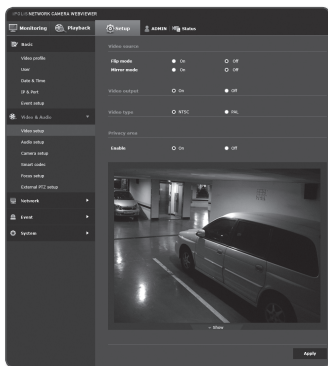 iPOLiS NETWORK CAMERA WEBVIEWER
Monitoring Playback Setup ADMIN Status
Basic
Video profile
User
Date & Time
IP & Port
Event setup
Video & Audio
Video setup
Audio setup
Camera setup
Smart codec
Focus setup
External PTZ setup
Network
Event
System
Video source
Flip mode On Off
Mirror mode On Off
Video output On Off
Video type NTSC PAL
Privacy area
Enable On Off
Show
Apply